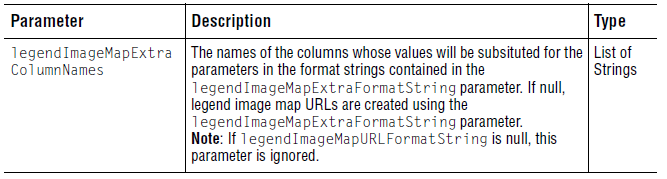 Parameter Description Type
legendImageMapExtra The names of the columns whose values will be subsituted for the List of
ColumnNames parameters in the format strings contained in the Strings
legendImageMapExtraFormatString parameter. If null,
legend image map URLs are created using the
legendImageMapExtraFormatString parameter.
Note: If legendImageMapURLFormatString is null, this
parameter is ignored.